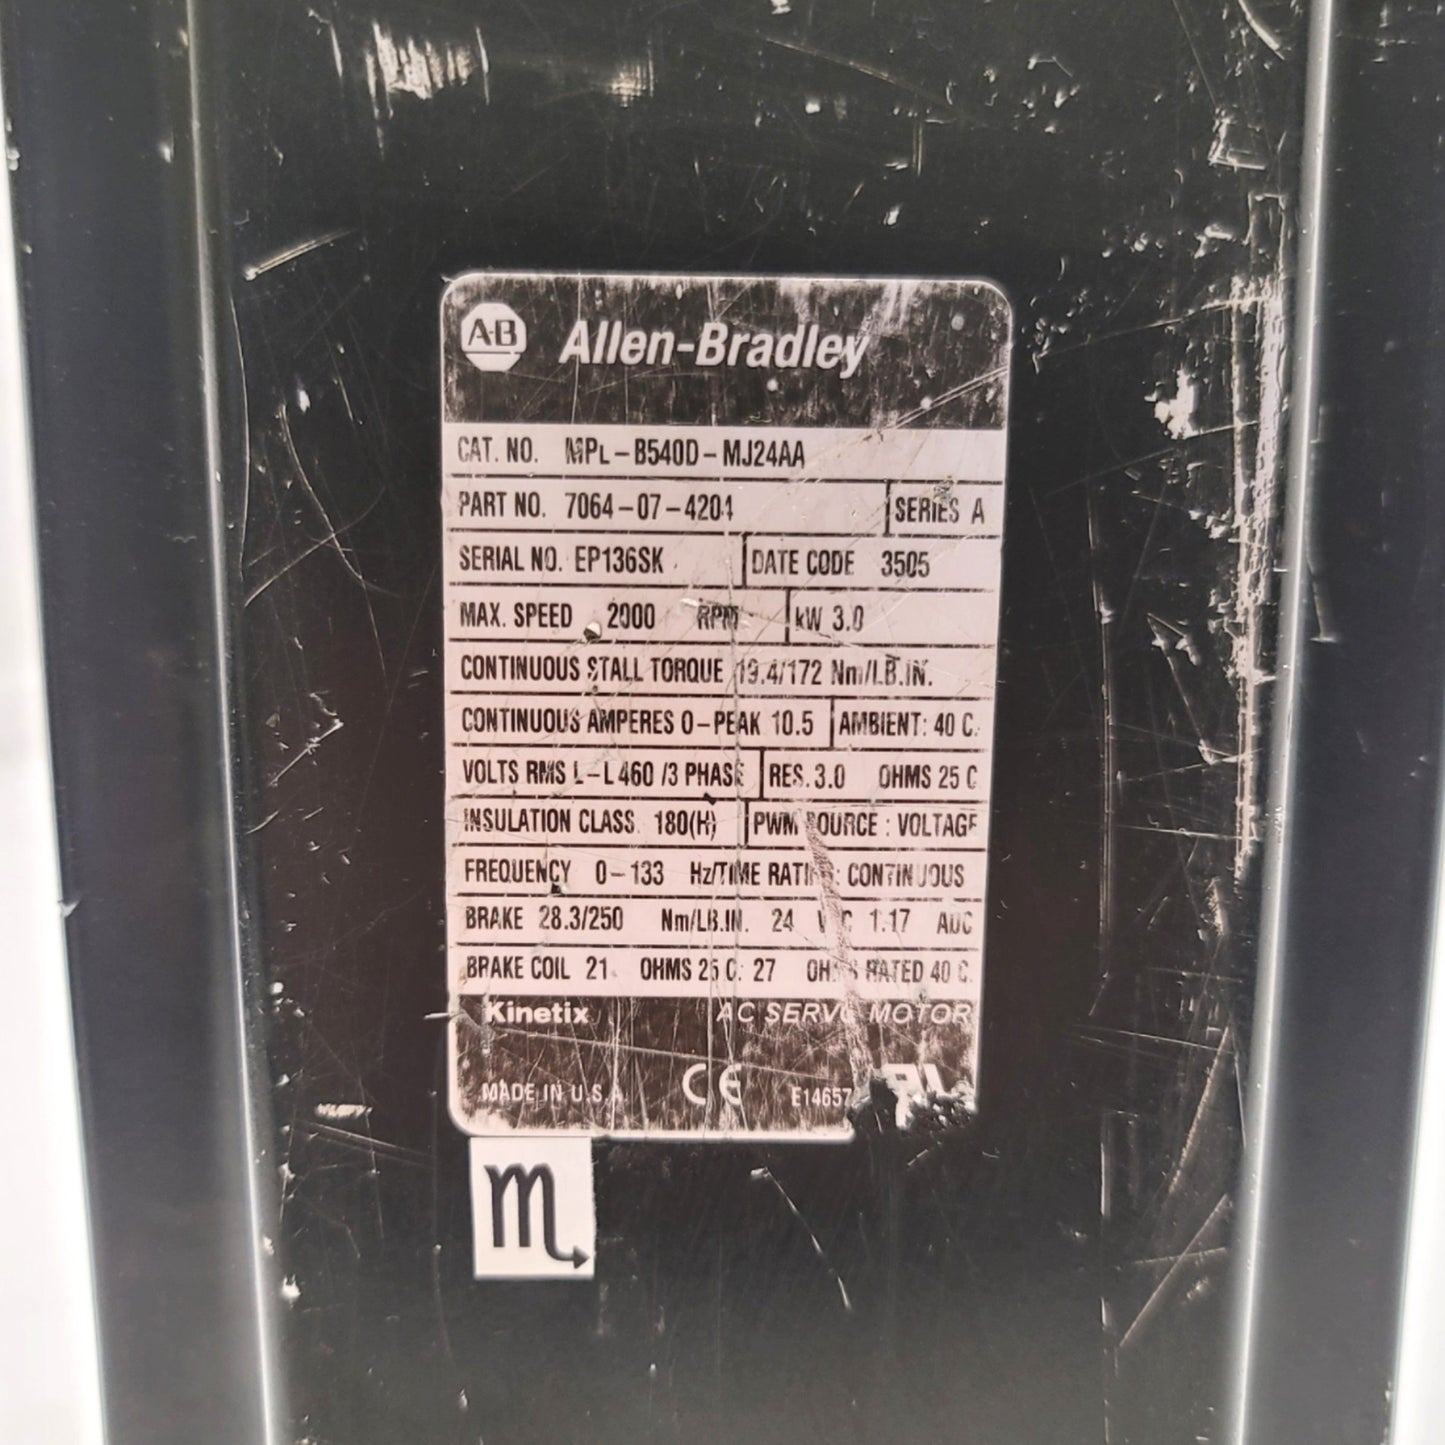 A-B Allen-Bradley
CAT. NO. MPL-B540D-MJ24AA
PART NO. 7064-07-4204 SERIES A
SERIAL NO. EP136SK DATE CODE 3505
MAX. SPEED 2000 RPM kW 3.0
CONTINUOUS STALL TORQUE 19.4/172 Nm/LB.IN.
CONTINUOUS AMPERES 0-PEAK 10.5 AMBIENT: 40 C.
VOLTS RMS L-L 460 /3 PHASE RES. 3.0 OHMS 25 C
INSULATION CLASS. 180(H) PWM SOURCE : VOLTAGE
FREQUENCY 0-133 Hz/TIME RATING: CONTINUOUS
BRAKE 28.3/250 Nm/LB.IN. 24 VDC 1.17 ADC
BRAKE COIL 21. OHMS 25 C. 27 OHMS RATED 40 C.
Kinetix AC SERVO MOTOR
MADE IN U.S.A. CE